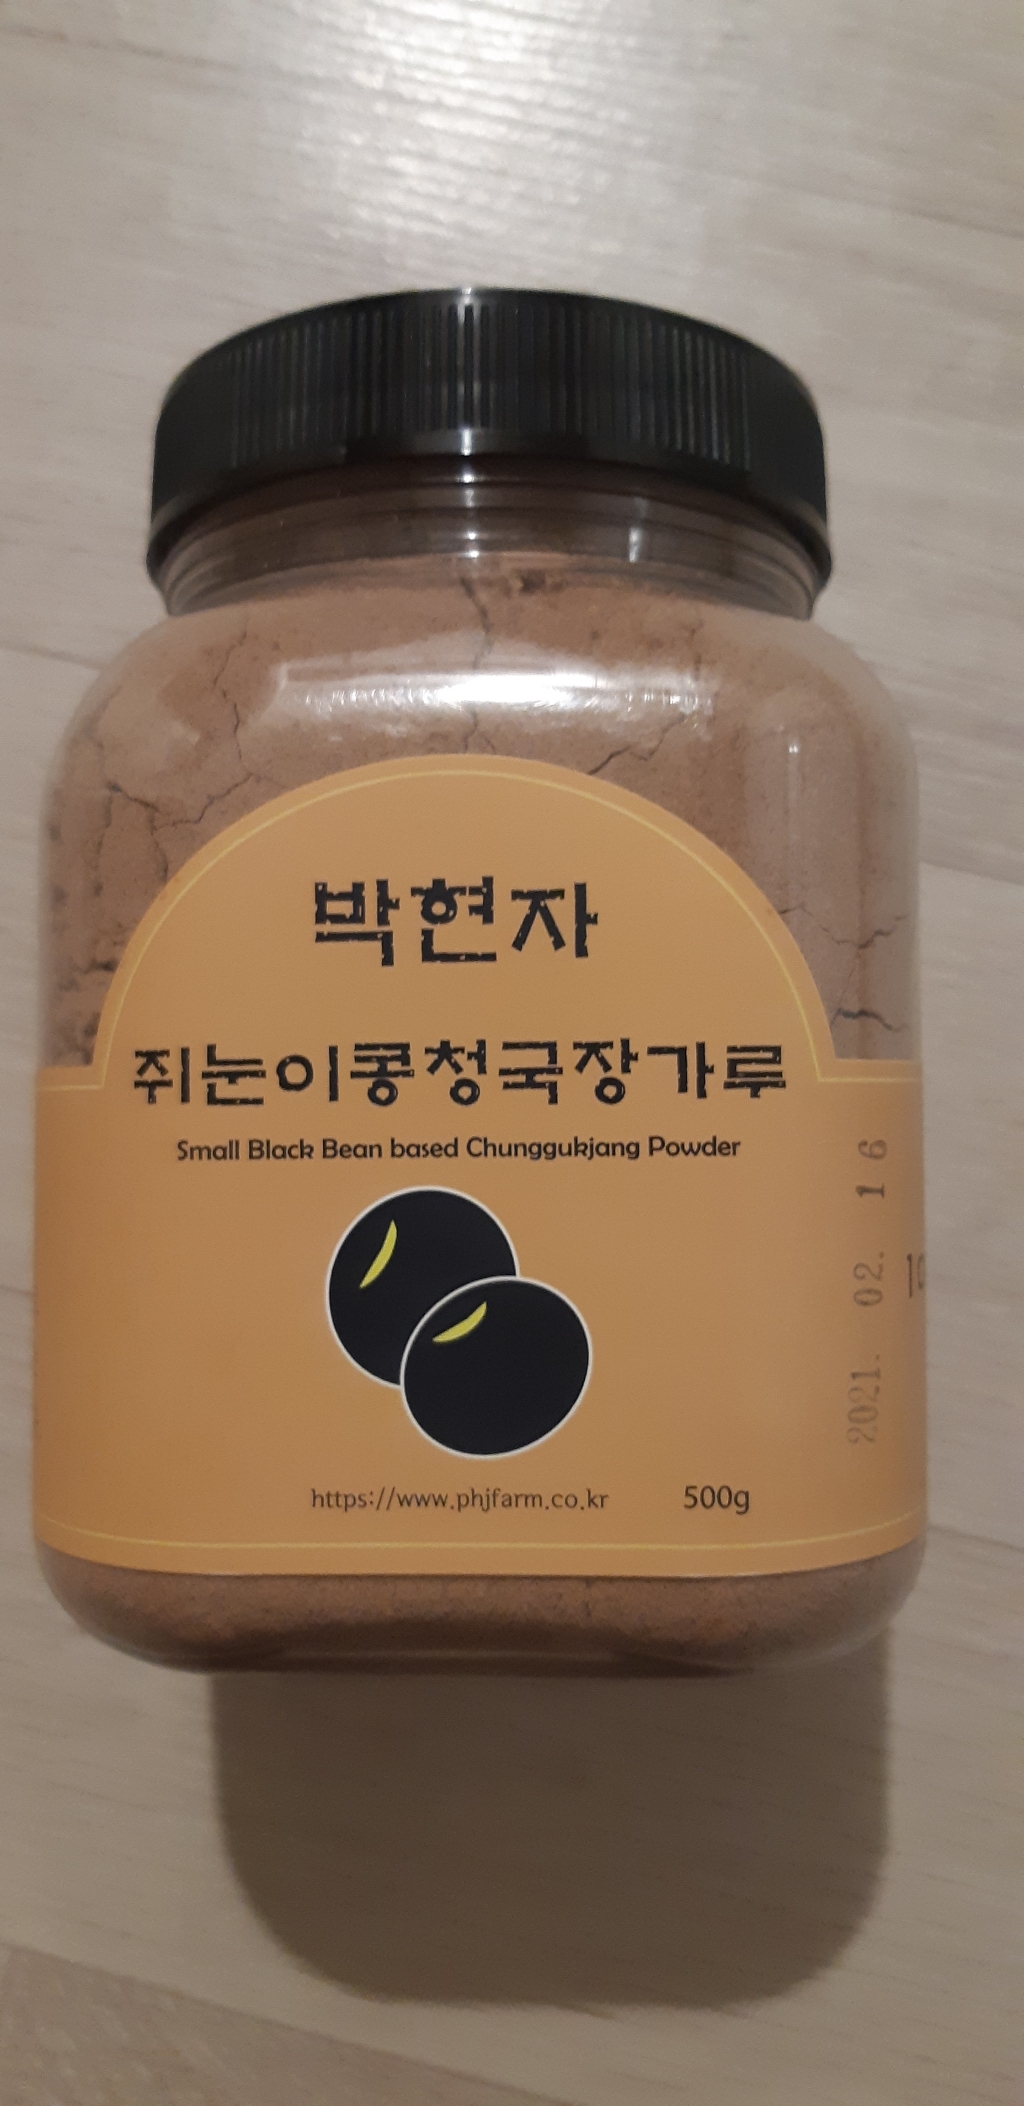 박현자
쥐눈이콩청국장가루
Small Black Bean based Chunggukjang Powder
https://www.phjfarm.co.kr 500g
2021. 02. 16